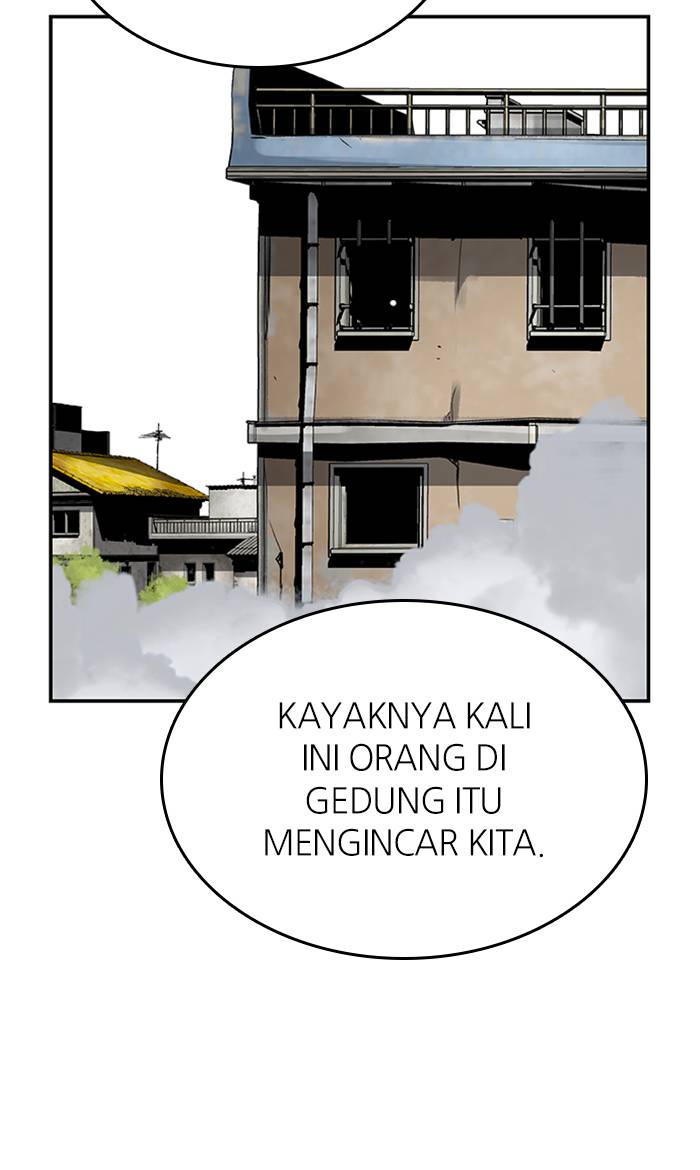 KAYAKNYA KALI
INI ORANG DI
GEDUNG ITU
MENGINCAR KITA.